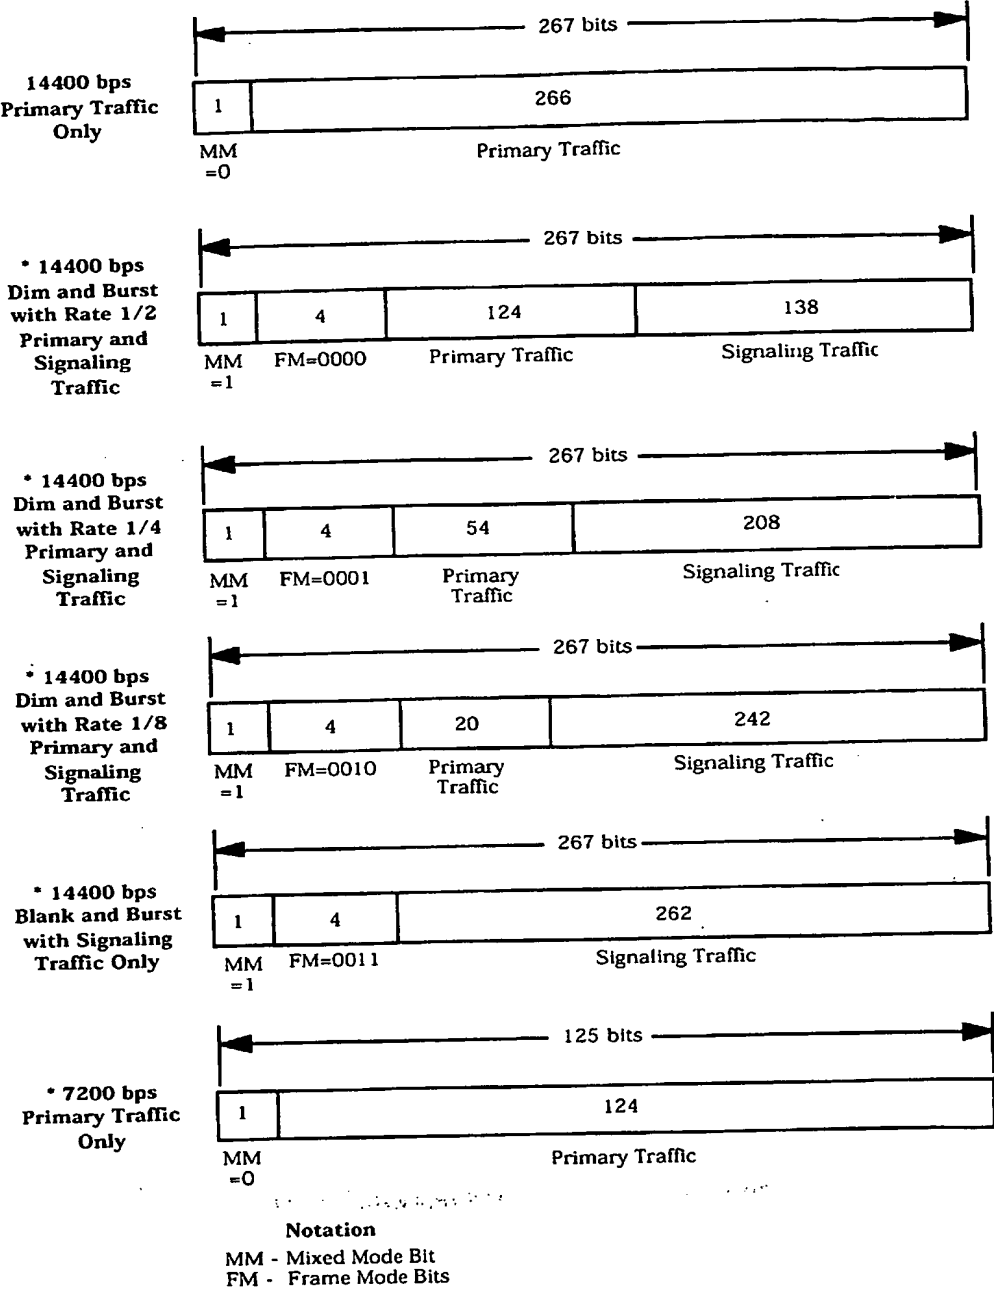 267 bits
14400 bps
Primary Traffic
Only
1
266
MM
=0
Primary Traffic
267 bits
* 14400 bps
Dim and Burst
with Rate 1/2
Primary and
Signaling
Traffic
1
4
124
138
MM
=1
FM=0000
Primary Traffic
Signaling Traffic
267 bits
* 14400 bps
Dim and Burst
with Rate 1/4
Primary and
Signaling
Traffic
1
4
54
208
MM
=1
FM=0001
Primary
Traffic
Signaling Traffic
267 bits
* 14400 bps
Dim and Burst
with Rate 1/8
Primary and
Signaling
Traffic
1
4
20
242
MM
=1
FM=0010
Primary
Traffic
Signaling Traffic
267 bits
* 14400 bps
Blank and Burst
with Signaling
Traffic Only
1
4
262
MM
=1
FM=0011
Signaling Traffic
125 bits
* 7200 bps
Primary Traffic
Only
1
124
MM
=0
Primary Traffic
Notation
MM - Mixed Mode Bit
FM - Frame Mode Bits